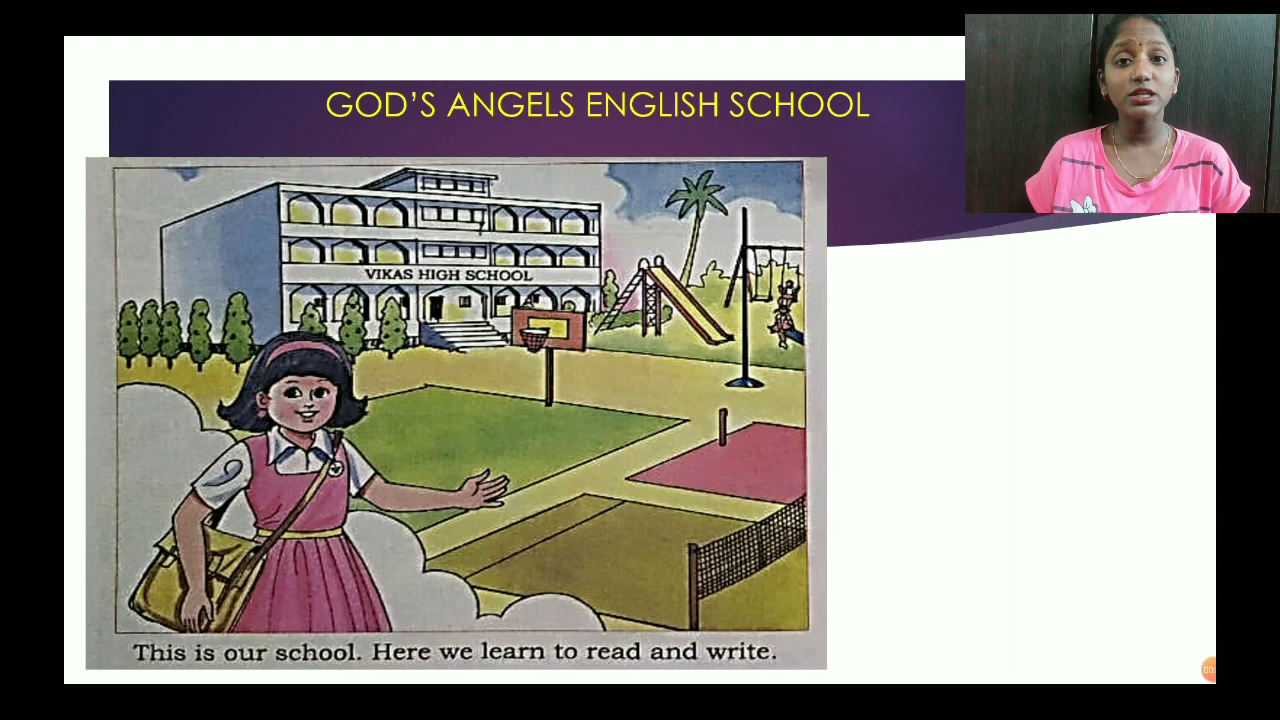 GOD'S ANGELS ENGLISH SCHOOL
VIKAS HIGH SCHOOL
This is our school. Here we learn to read and write.